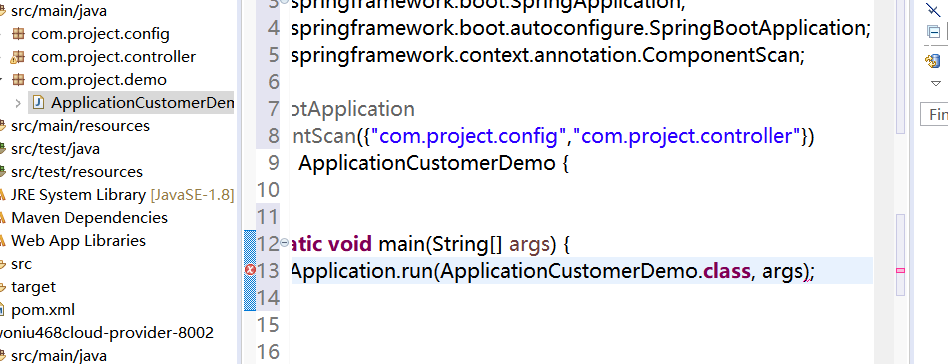 src/main/java
com.project.config
com.project.controller
com.project.demo
ApplicationCustomerDem
src/main/resources
src/test/java
src/test/resources
JRE System Library [JavaSE-1.8]
Maven Dependencies
Web App Libraries
src
target
pom.xml
woniu468cloud-provider-8002
src/main/java
3 springframework.boot.SpringApplication;
4 springframework.boot.autoconfigure.SpringBootApplication;
5 springframework.context.annotation.ComponentScan;
6
7 otApplication
8 ntScan({"com.project.config","com.project.controller"})
9 ApplicationCustomerDemo {
10
11
12 atic void main(String[] args) {
13 Application.run(ApplicationCustomerDemo.class, args);
14
15
16
Fin